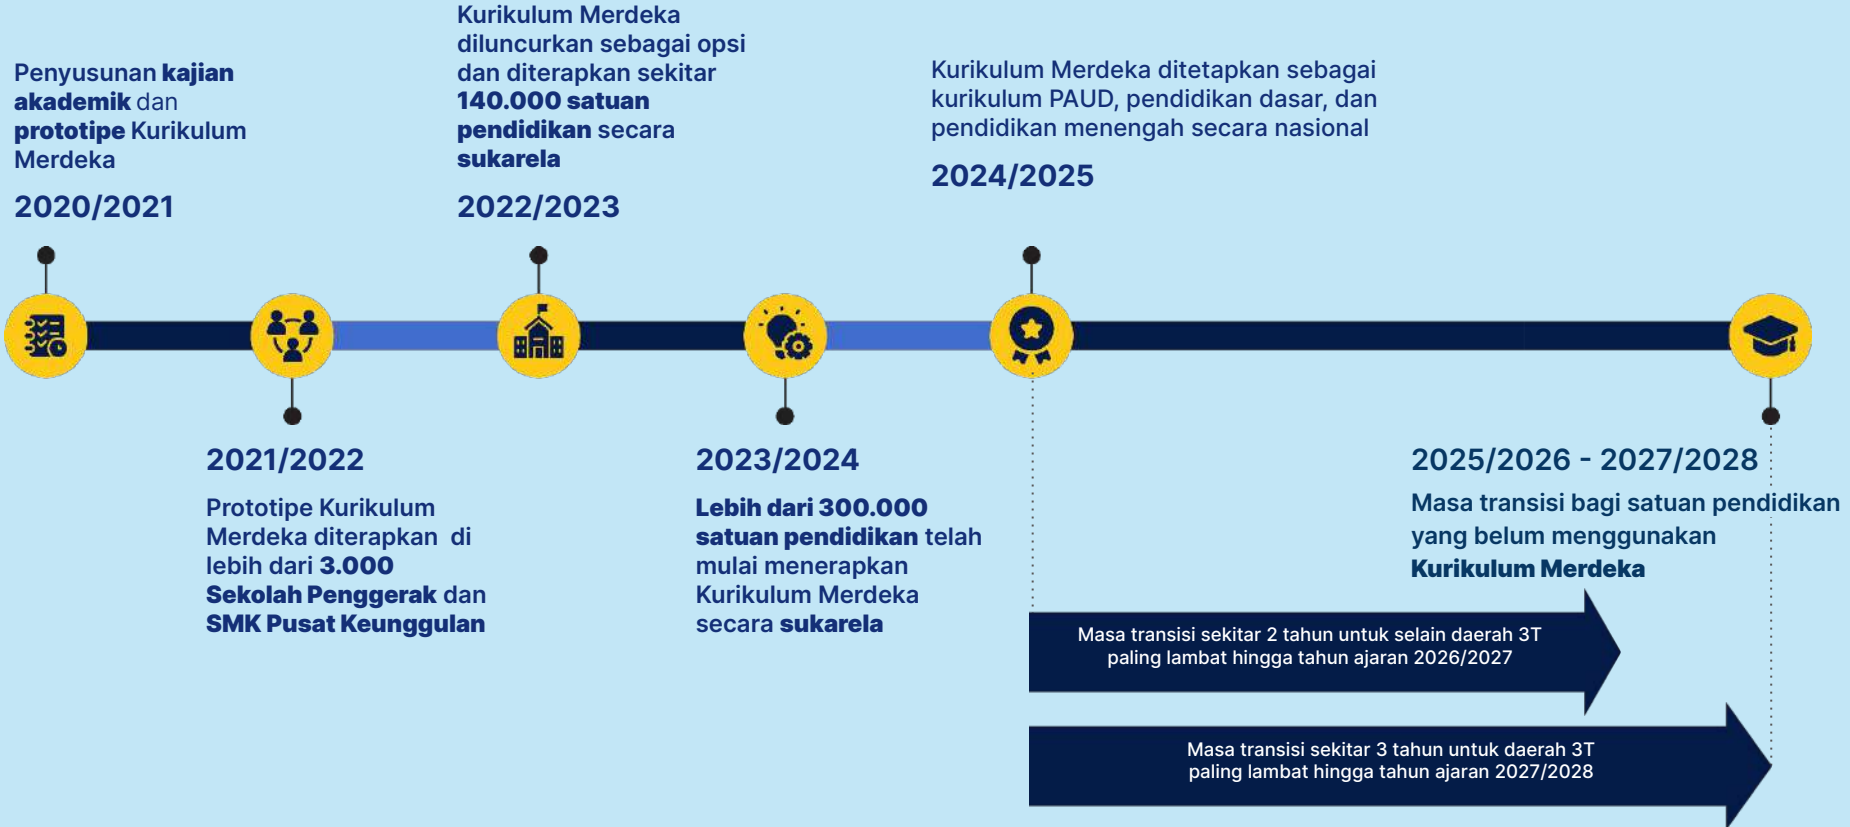 Penyusunan kajian
akademik dan
prototipe Kurikulum
Merdeka
2020/2021
Kurikulum Merdeka
diluncurkan sebagai opsi
dan diterapkan sekitar
140.000 satuan
pendidikan secara
sukarela
2022/2023
Kurikulum Merdeka ditetapkan sebagai
kurikulum PAUD, pendidikan dasar, dan
pendidikan menengah secara nasional
2024/2025
2021/2022
Prototipe Kurikulum
Merdeka diterapkan di
lebih dari 3.000
Sekolah Penggerak dan
SMK Pusat Keunggulan
2023/2024
Lebih dari 300.000
satuan pendidikan telah
mulai menerapkan
Kurikulum Merdeka
secara sukarela
2025/2026 - 2027/2028
Masa transisi bagi satuan pendidikan
yang belum menggunakan
Kurikulum Merdeka
Masa transisi sekitar 2 tahun untuk selain daerah 3T
paling lambat hingga tahun ajaran 2026/2027
Masa transisi sekitar 3 tahun untuk daerah 3T
paling lambat hingga tahun ajaran 2027/2028